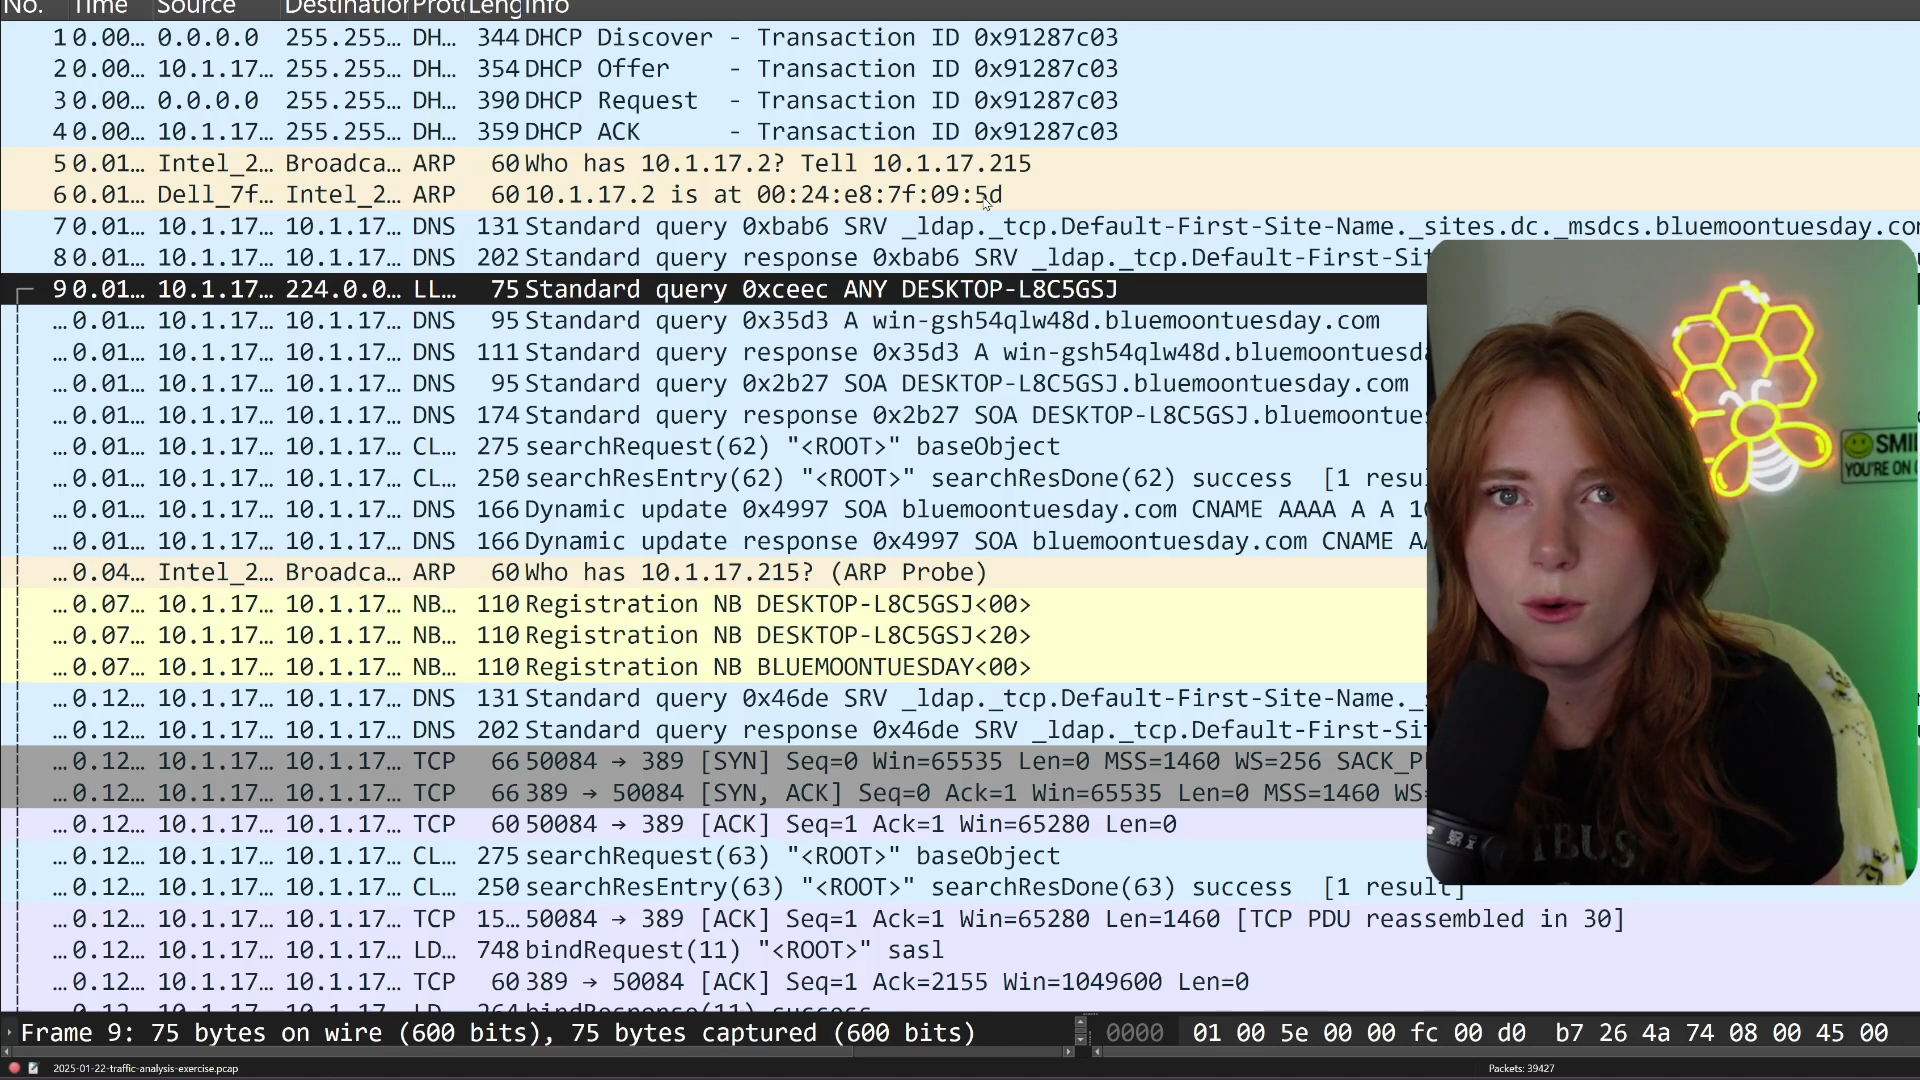 No. Time Source Destination Proto Leng Info
1 0.00… 0.0.0.0 255.255… DH… 344 DHCP Discover - Transaction ID 0x91287c03
2 0.00… 10.1.17… 255.255… DH… 354 DHCP Offer - Transaction ID 0x91287c03
3 0.00… 0.0.0.0 255.255… DH… 390 DHCP Request - Transaction ID 0x91287c03
4 0.00… 10.1.17… 255.255… DH… 359 DHCP ACK - Transaction ID 0x91287c03
5 0.01… Intel_2… Broadca… ARP 60 Who has 10.1.17.2? Tell 10.1.17.215
6 0.01… Dell_7f… Intel_2… ARP 60 10.1.17.2 is at 00:24:e8:7f:09:5d
7 0.01… 10.1.17… 10.1.17… DNS 131 Standard query 0xbab6 SRV _ldap._tcp.Default-First-Site-Name._sites.dc._msdcs.bluemoontuesday.co
8 0.01… 10.1.17… 10.1.17… DNS 202 Standard query response 0xbab6 SRV _ldap._tcp.Default-First-Sit
9 0.01… 10.1.17… 224.0.0… LL… 75 Standard query 0xceec ANY DESKTOP-L8C5GSJ
… 0.01… 10.1.17… 10.1.17… DNS 95 Standard query 0x35d3 A win-gsh54qlw48d.bluemoontuesday.com
… 0.01… 10.1.17… 10.1.17… DNS 111 Standard query response 0x35d3 A win-gsh54qlw48d.bluemoontuesda
… 0.01… 10.1.17… 10.1.17… DNS 95 Standard query 0x2b27 SOA DESKTOP-L8C5GSJ.bluemoontuesday.com
… 0.01… 10.1.17… 10.1.17… DNS 174 Standard query response 0x2b27 SOA DESKTOP-L8C5GSJ.bluemoontues
… 0.01… 10.1.17… 10.1.17… CL… 275 searchRequest(62) "<ROOT>" baseObject
… 0.01… 10.1.17… 10.1.17… CL… 250 searchResEntry(62) "<ROOT>" searchResDone(62) success [1 resu
… 0.01… 10.1.17… 10.1.17… DNS 166 Dynamic update 0x4997 SOA bluemoontuesday.com CNAME AAAA A A 10
… 0.01… 10.1.17… 10.1.17… DNS 166 Dynamic update response 0x4997 SOA bluemoontuesday.com CNAME AA
… 0.04… Intel_2… Broadca… ARP 60 Who has 10.1.17.215? (ARP Probe)
… 0.07… 10.1.17… 10.1.17… NB… 110 Registration NB DESKTOP-L8C5GSJ<00>
… 0.07… 10.1.17… 10.1.17… NB… 110 Registration NB DESKTOP-L8C5GSJ<20>
… 0.07… 10.1.17… 10.1.17… NB… 110 Registration NB BLUEMOONTUESDAY<00>
… 0.12… 10.1.17… 10.1.17… DNS 131 Standard query 0x46de SRV _ldap._tcp.Default-First-Site-Name._
… 0.12… 10.1.17… 10.1.17… DNS 202 Standard query response 0x46de SRV _ldap._tcp.Default-First-Sit
… 0.12… 10.1.17… 10.1.17… TCP 66 50084 → 389 [SYN] Seq=0 Win=65535 Len=0 MSS=1460 WS=256 SACK_P
… 0.12… 10.1.17… 10.1.17… TCP 66 389 → 50084 [SYN, ACK] Seq=0 Ack=1 Win=65535 Len=0 MSS=1460 WS=
… 0.12… 10.1.17… 10.1.17… TCP 60 50084 → 389 [ACK] Seq=1 Ack=1 Win=65280 Len=0
… 0.12… 10.1.17… 10.1.17… CL… 275 searchRequest(63) "<ROOT>" baseObject
… 0.12… 10.1.17… 10.1.17… CL… 250 searchResEntry(63) "<ROOT>" searchResDone(63) success [1 result]
… 0.12… 10.1.17… 10.1.17… TCP 15… 50084 → 389 [ACK] Seq=1 Ack=1 Win=65280 Len=1460 [TCP PDU reassembled in 30]
… 0.12… 10.1.17… 10.1.17… LD… 748 bindRequest(11) "<ROOT>" sasl
… 0.12… 10.1.17… 10.1.17… TCP 60 389 → 50084 [ACK] Seq=1 Ack=2155 Win=1049600 Len=0
… 0.12… 10.1.17… 10.1.17… LD… 264 bindResponse(11) success
Frame 9: 75 bytes on wire (600 bits), 75 bytes captured (600 bits)
0000 01 00 5e 00 00 fc 00 d0 b7 26 4a 74 08 00 45 00
2025-01-22-traffic-analysis-exercise.pcap
Packets: 39427
SMIL
YOU'RE ON
TBUS